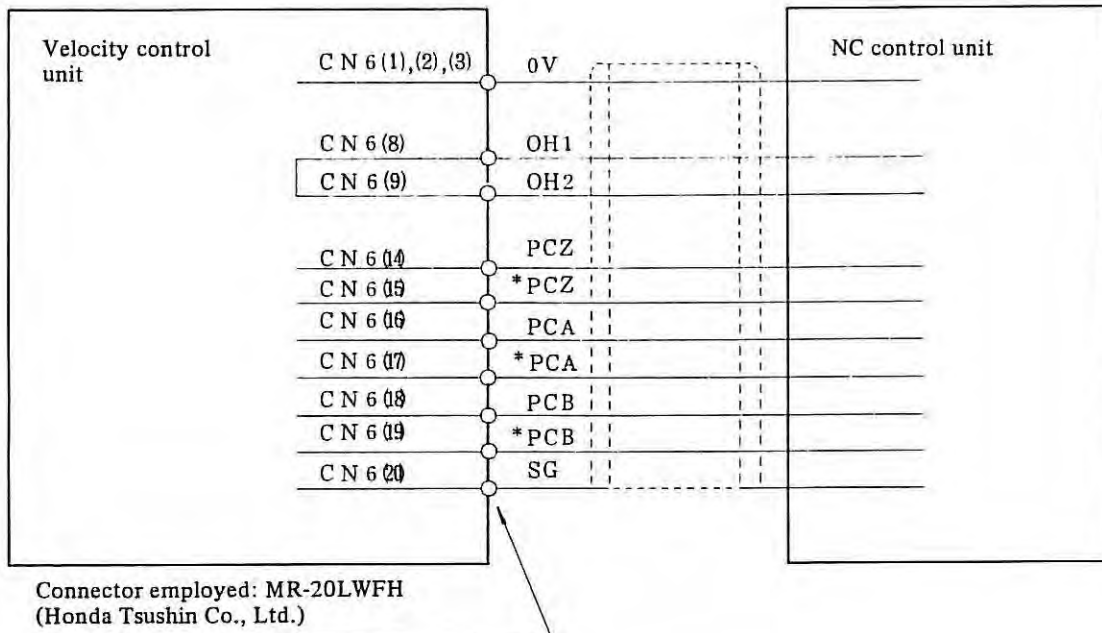 Velocity control
unit
NC control unit
CN6(1),(2),(3) 0V
CN6(8) OH1
CN6(9) OH2
CN6(14) PCZ
CN6(15) *PCZ
CN6(16) PCA
CN6(17) *PCA
CN6(18) PCB
CN6(19) *PCB
CN6(20) SG
Connector employed: MR-20LWFH
(Honda Tsushin Co., Ltd.)